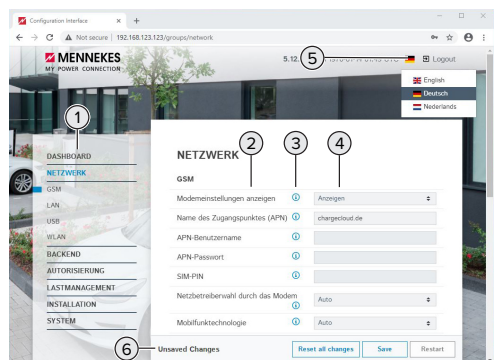 Configuration Interface
Not secure
192.168.123.123/groups/network
MENNEKES
MY POWER CONNECTION
5.12.
5
Logout
English
Deutsch
Nederlands
1
DASHBOARD
NETZWERK
GSM
LAN
USB
WLAN
BACKEND
AUTORISIERUNG
LASTMANAGEMENT
INSTALLATION
SYSTEM
NETZWERK
2
3
4
GSM
Modemeinstellungen anzeigen
Anzeigen
Name des Zugangspunktes (APN)
chargecloud.de
APN-Benutzername
APN-Passwort
SIM-PIN
Netzbetreiberwahl durch das Modem
Auto
Mobilfunktechnologie
Auto
6
Unsaved Changes
Reset all changes
Save
Restart